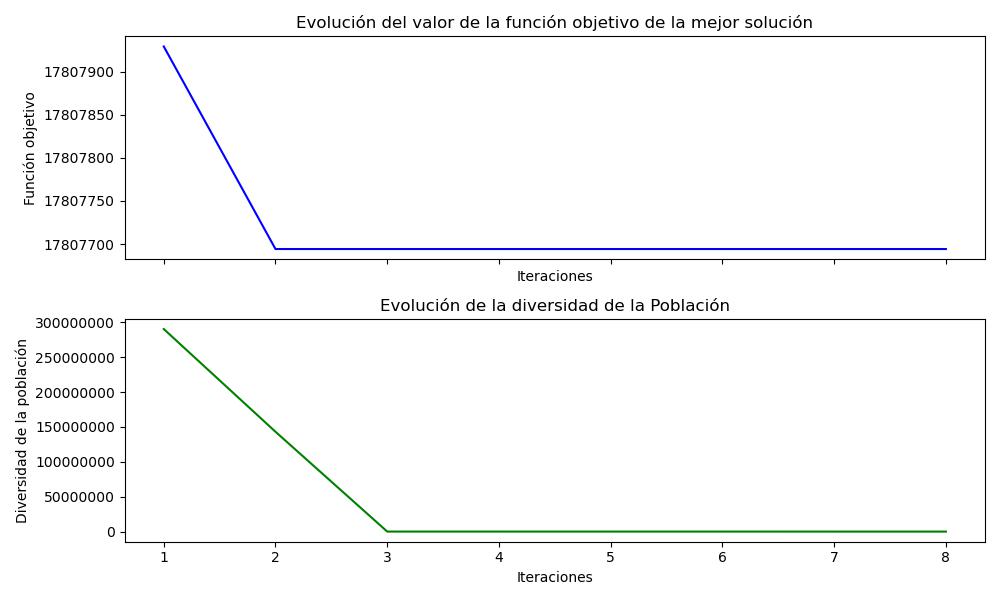 Evolución del valor de la función objetivo de la mejor solución
Función objetivo
17807900
17807850
17807800
17807750
17807700
Iteraciones
Evolución de la diversidad de la Población
Diversidad de la población
300000000
250000000
200000000
150000000
100000000
50000000
0
1 2 3 4 5 6 7 8
Iteraciones